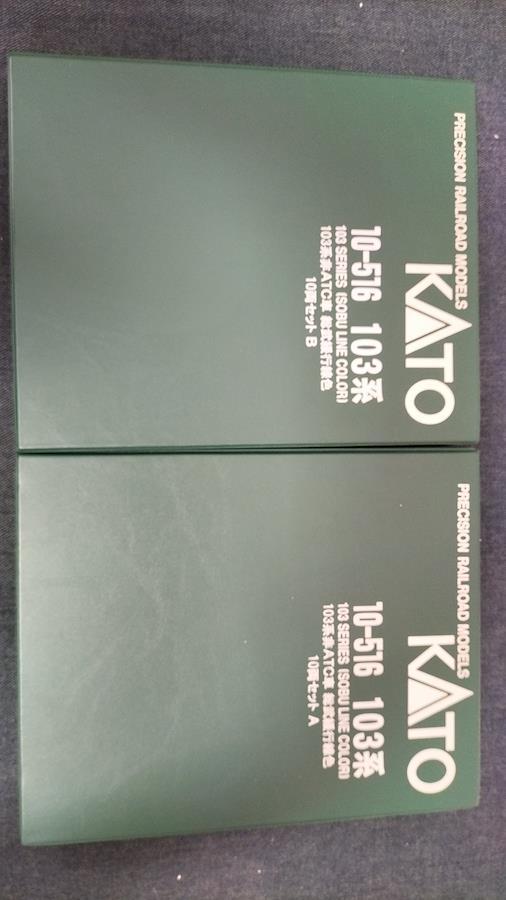 PRECISION RAILROAD MODELS
KATO
10-516 103系
103 SERIES (SOBU LINE COLOR)
103系非ATC車 総武緩行線色
10両セット B
PRECISION RAILROAD MODELS
KATO
10-516 103系
103 SERIES (SOBU LINE COLOR)
103系非ATC車 総武緩行線色
10両セット A